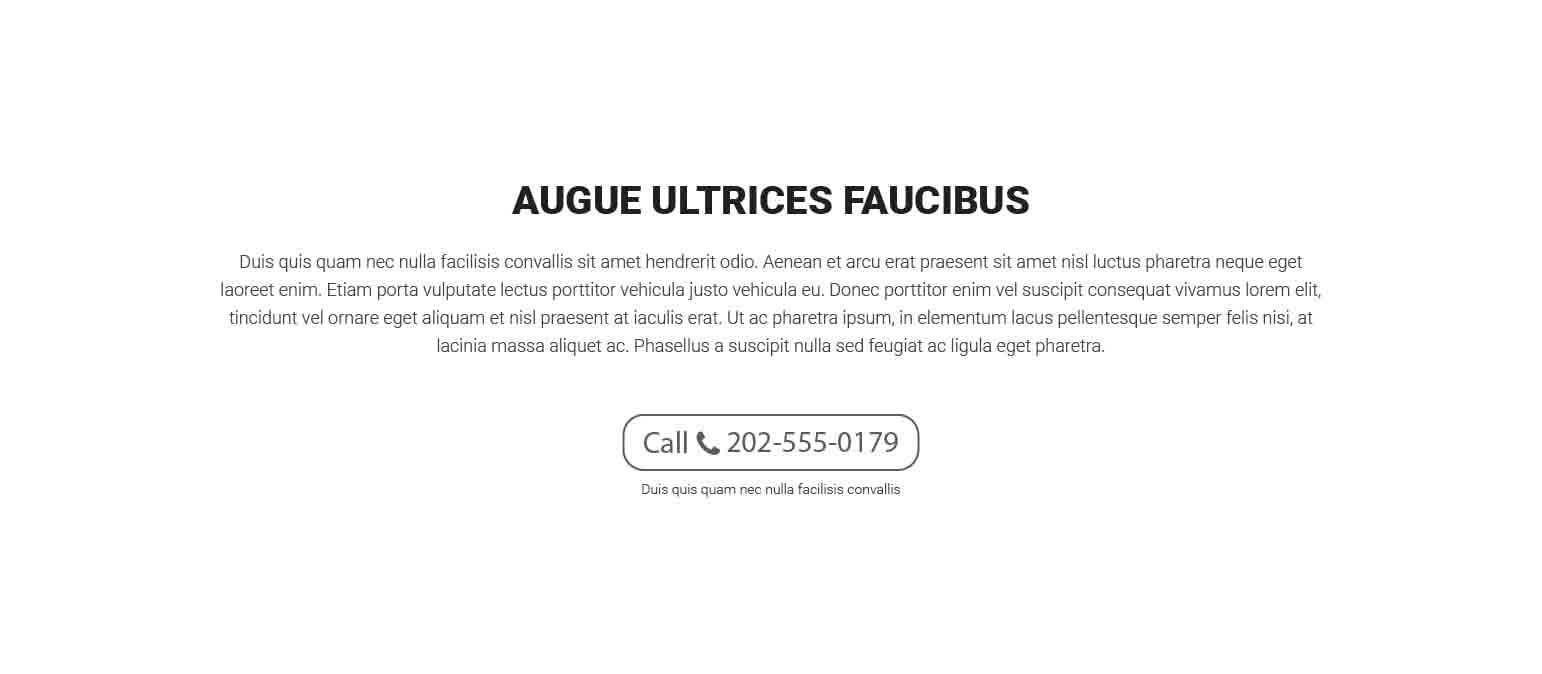 AUGUE ULTRICES FAUCIBUS
Duis quis quam nec nulla facilisis convallis sit amet hendrerit odio. Aenean et arcu erat praesent sit amet nisl luctus pharetra neque eget
laoreet enim. Etiam porta vulputate lectus porttitor vehicula justo vehicula eu. Donec porttitor enim vel suscipit consequat vivamus lorem elit,
tincidunt vel ornare eget aliquam et nisl praesent at iaculis erat. Ut ac pharetra ipsum, in elementum lacus pellentesque semper felis nisi, at
lacinia massa aliquet ac. Phasellus a suscipit nulla sed feugiat ac ligula eget pharetra.
Call 202-555-0179
Duis quis quam nec nulla facilisis convallis